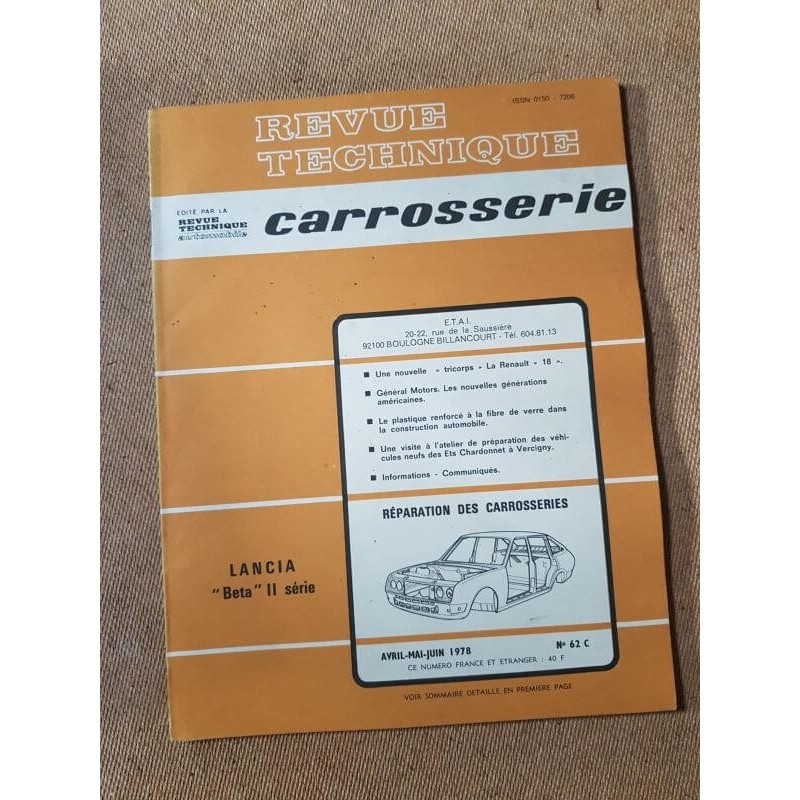 ISSN 0150 - 7206
REVUE
TECHNIQUE
EDITÉ PAR LA
REVUE
TECHNIQUE
automobile
carrosserie
E.T.A.I.
20-22, rue de la Saussière
92100 BOULOGNE BILLANCOURT - Tél. 604.81.13
■ Une nouvelle « tricorps » La Renault « 18 ».
■ Général Motors. Les nouvelles générations
américaines.
■ Le plastique renforcé à la fibre de verre dans
la construction automobile.
■ Une visite à l'atelier de préparation des véhi-
cules neufs des Ets Chardonnet à Vercigny.
■ Informations - Communiqués.
RÉPARATION DES CARROSSERIES
LANCIA
"Beta" II série
AVRIL-MAI-JUIN 1978 N° 62 C
CE NUMERO FRANCE ET ETRANGER : 40 F
VOIR SOMMAIRE DETAILLE EN PREMIERE PAGE